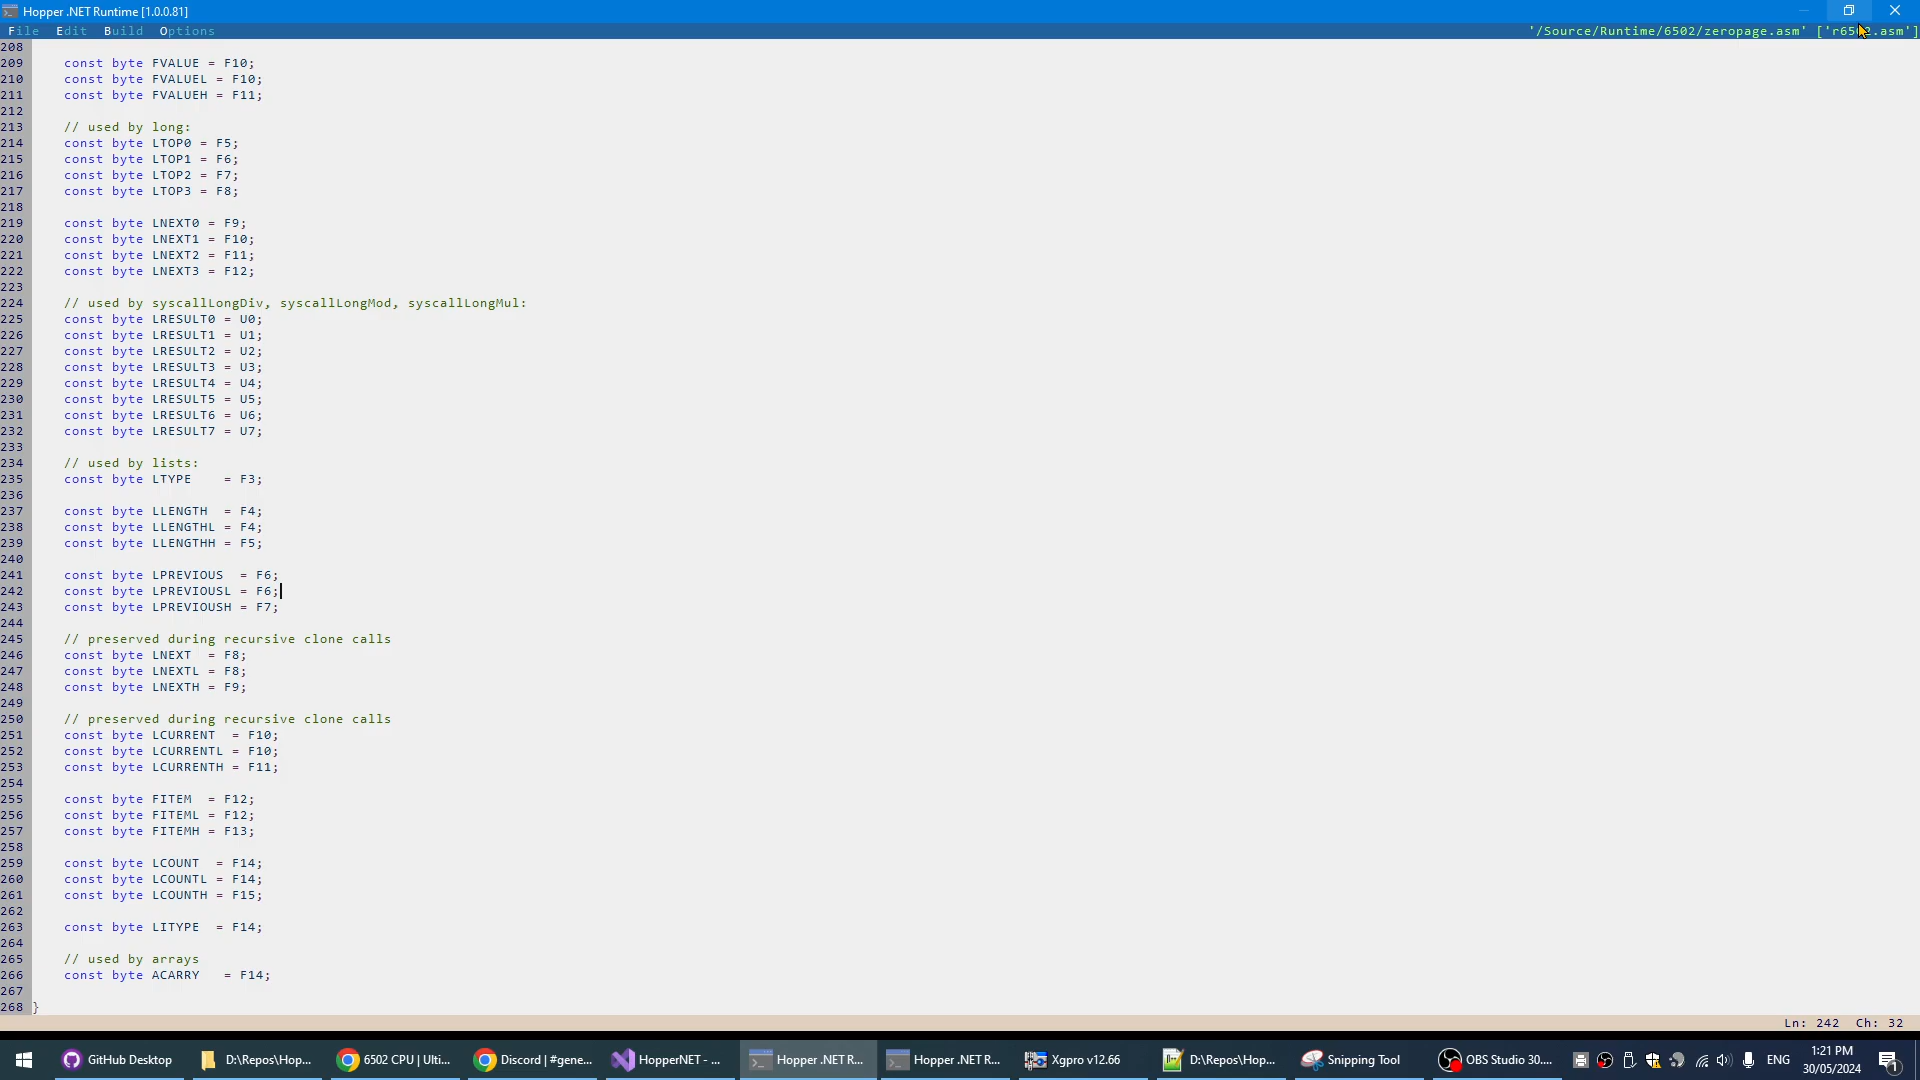 Hopper .NET Runtime [1.0.0.81]
File Edit Build Options '/Source/Runtime/6502/zeropage.asm' ['r6502.asm']
208
209 const byte FVALUE = F10;
210 const byte FVALUEL = F10;
211 const byte FVALUEH = F11;
212
213 // used by long:
214 const byte LTOP0 = F5;
215 const byte LTOP1 = F6;
216 const byte LTOP2 = F7;
217 const byte LTOP3 = F8;
218
219 const byte LNEXT0 = F9;
220 const byte LNEXT1 = F10;
221 const byte LNEXT2 = F11;
222 const byte LNEXT3 = F12;
223
224 // used by syscallLongDiv, syscallLongMod, syscallLongMul:
225 const byte LRESULT0 = U0;
226 const byte LRESULT1 = U1;
227 const byte LRESULT2 = U2;
228 const byte LRESULT3 = U3;
229 const byte LRESULT4 = U4;
230 const byte LRESULT5 = U5;
231 const byte LRESULT6 = U6;
232 const byte LRESULT7 = U7;
233
234 // used by lists:
235 const byte LTYPE = F3;
236
237 const byte LLENGTH = F4;
238 const byte LLENGTHL = F4;
239 const byte LLENGTHH = F5;
240
241 const byte LPREVIOUS = F6;
242 const byte LPREVIOUSL = F6;
243 const byte LPREVIOUSH = F7;
244
245 // preserved during recursive clone calls
246 const byte LNEXT = F8;
247 const byte LNEXTL = F8;
248 const byte LNEXTH = F9;
249
250 // preserved during recursive clone calls
251 const byte LCURRENT = F10;
252 const byte LCURRENTL = F10;
253 const byte LCURRENTH = F11;
254
255 const byte FITEM = F12;
256 const byte FITEML = F12;
257 const byte FITEMH = F13;
258
259 const byte LCOUNT = F14;
260 const byte LCOUNTL = F14;
261 const byte LCOUNTH = F15;
262
263 const byte LITYPE = F14;
264
265 // used by arrays
266 const byte ACARRY = F14;
267
268 }
Ln: 242 Ch: 32
GitHub Desktop D:\Repos\Hop... 6502 CPU | Ulti... Discord | #gene... HopperNET - ... Hopper .NET R... Hopper .NET R... Xgpro v12.66 D:\Repos\Hop... Snipping Tool OBS Studio 30.... ENG 1:21 PM
30/05/2024 1